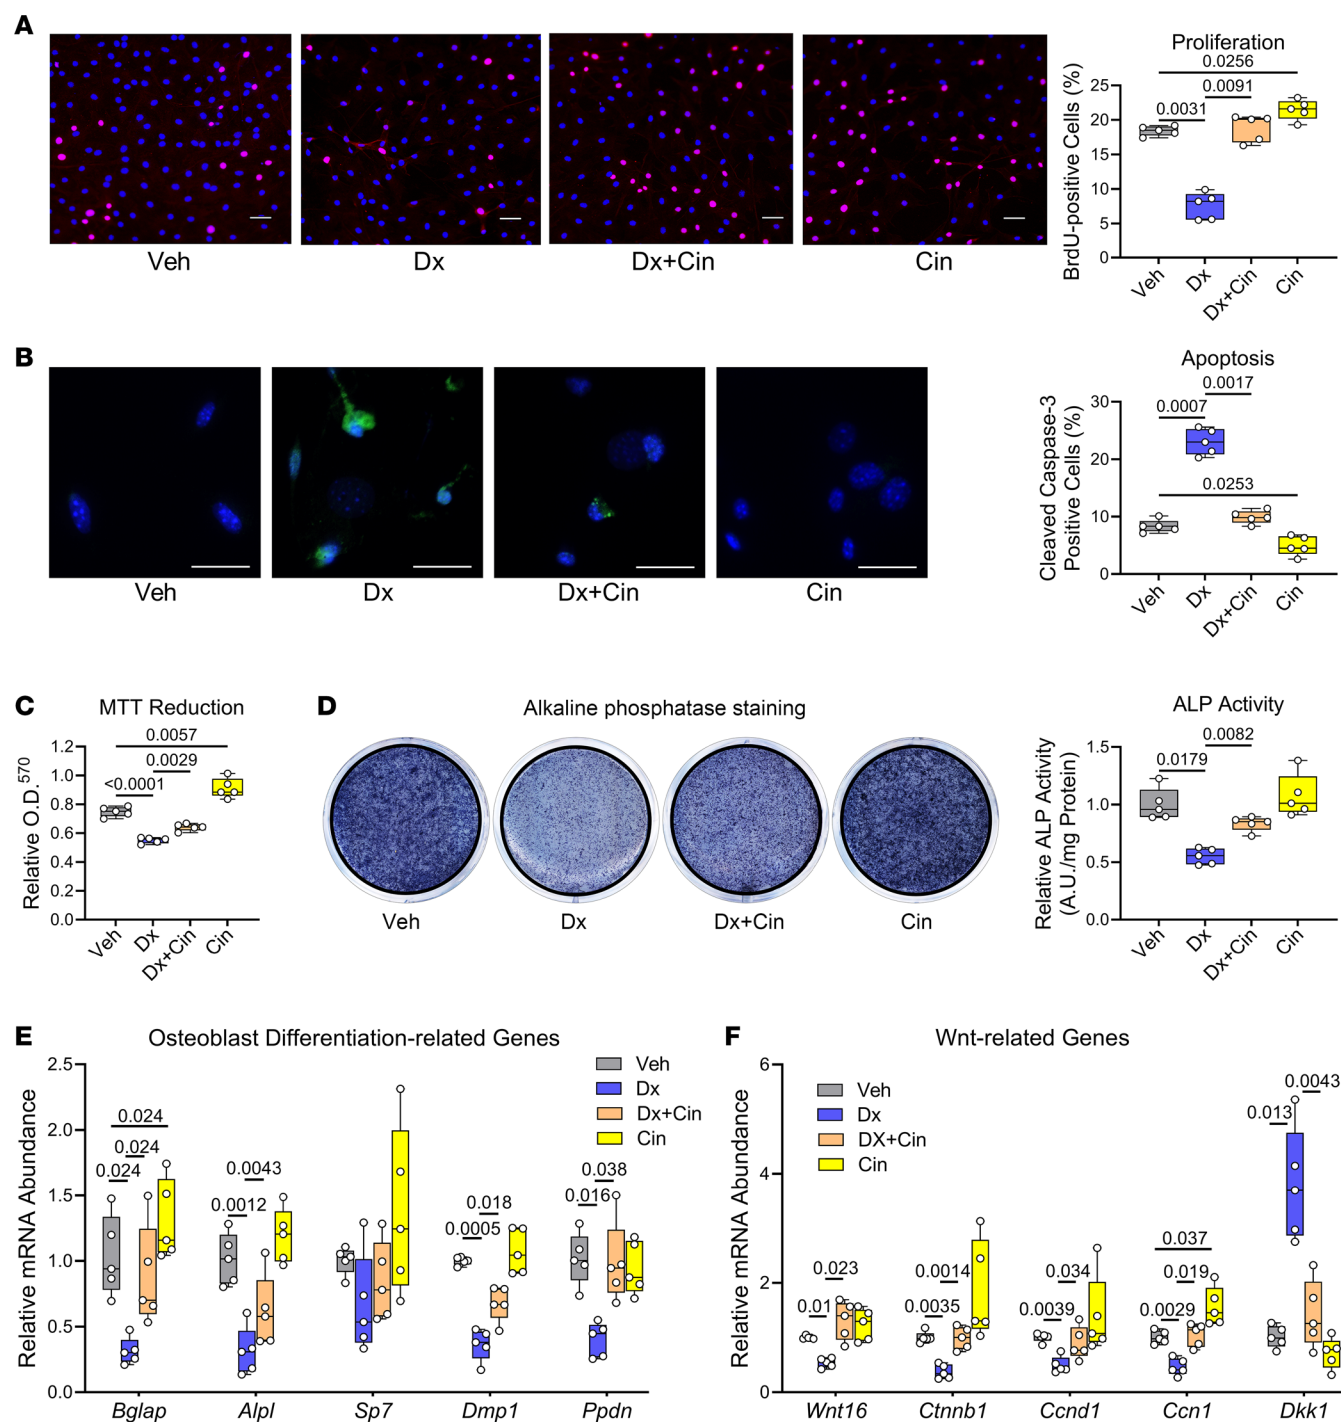 A
Veh
Dx
Dx+Cin
Cin
Proliferation
0.0256
0.0091
0.0031
BrdU-positive Cells (%)
25
20
15
10
5
0
Veh
Dx
Dx+Cin
Cin
B
Veh
Dx
Dx+Cin
Cin
Apoptosis
0.0017
0.0007
0.0253
Cleaved Caspase-3
Positive Cells (%)
30
20
10
0
Veh
Dx
Dx+Cin
Cin
C
MTT Reduction
0.0057
0.0029
<0.0001
Relative O.D.570
1.2
1.0
0.8
0.6
0.4
0.2
0.0
Veh
Dx
Dx+Cin
Cin
D
Alkaline phosphatase staining
Veh
Dx
Dx+Cin
Cin
ALP Activity
0.0082
0.0179
Relative ALP Activity
(A.U./mg Protein)
1.5
1.0
0.5
0.0
Veh
Dx
Dx+Cin
Cin
E
Osteoblast Differentiation-related Genes
Veh
Dx
Dx+Cin
Cin
Relative mRNA Abundance
2.5
2.0
1.5
1.0
0.5
0.0
0.024
0.024
0.024
0.0043
0.0012
0.018
0.0005
0.038
0.016
Bglap
Alpl
Sp7
Dmp1
Ppdn
F
Wnt-related Genes
Veh
Dx
DX+Cin
Cin
Relative mRNA Abundance
6
4
2
0
0.023
0.01
0.0014
0.0035
0.034
0.0039
0.037
0.019
0.0029
0.0043
0.013
Wnt16
Ctnnb1
Ccnd1
Ccn1
Dkk1